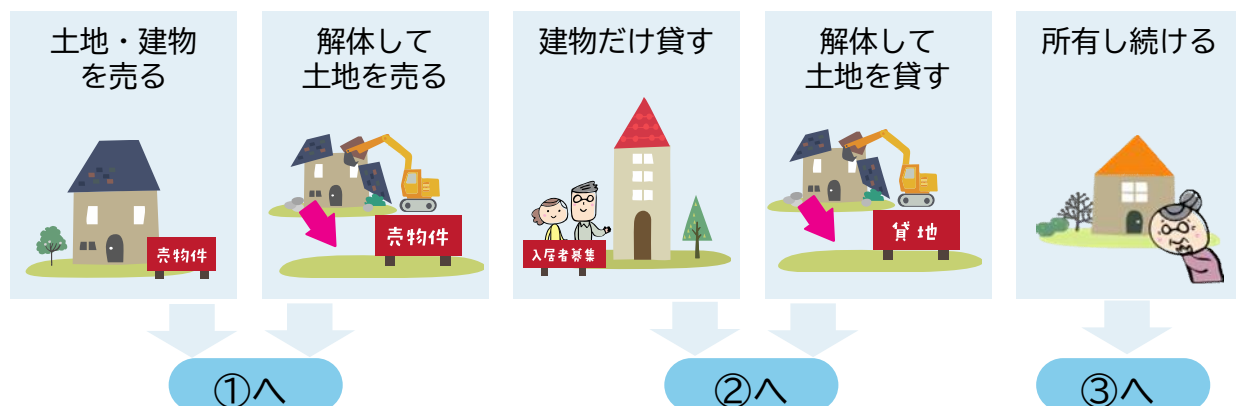 土地・建物
を売る
売物件
解体して
土地を売る
売物件
建物だけ貸す
入居者募集
解体して
土地を貸す
貸地
所有し続ける
①へ
②へ
③へ